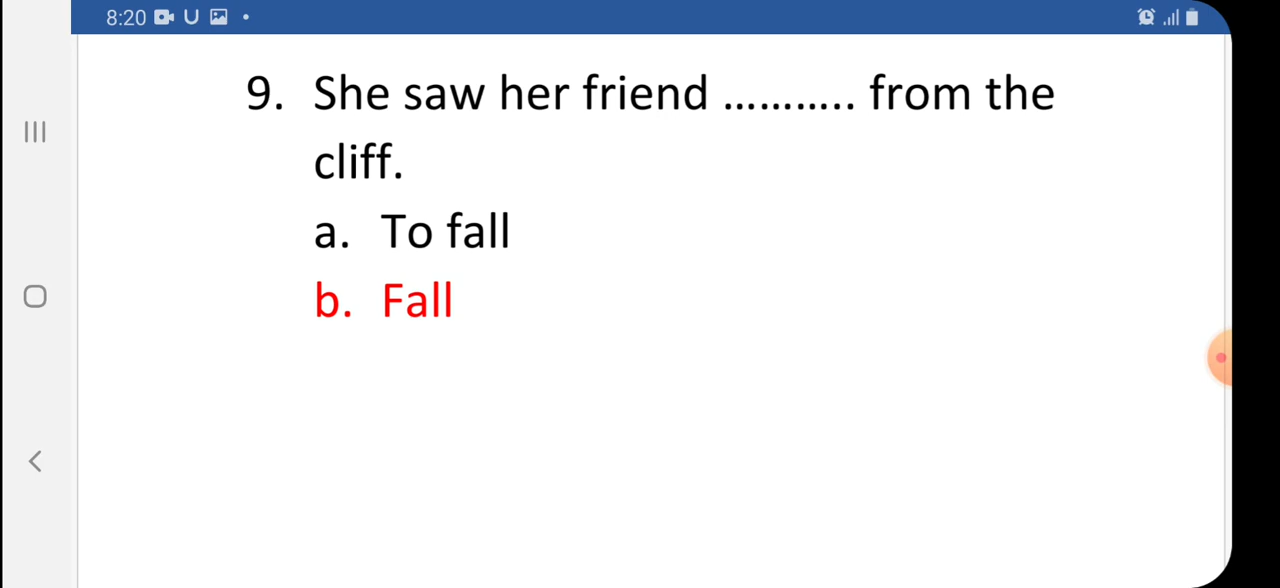 8:20
9. She saw her friend ........... from the
cliff.
a. To fall
b. Fall